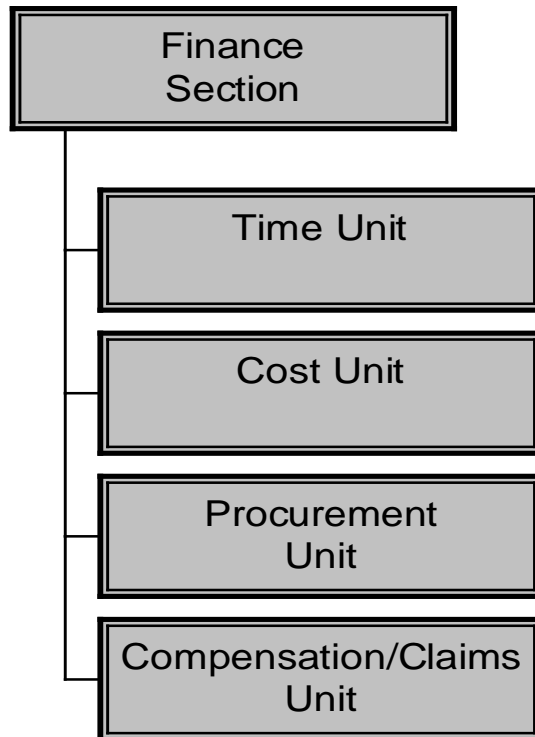 Finance
Section
Time Unit
Cost Unit
Procurement
Unit
Compensation/Claims
Unit